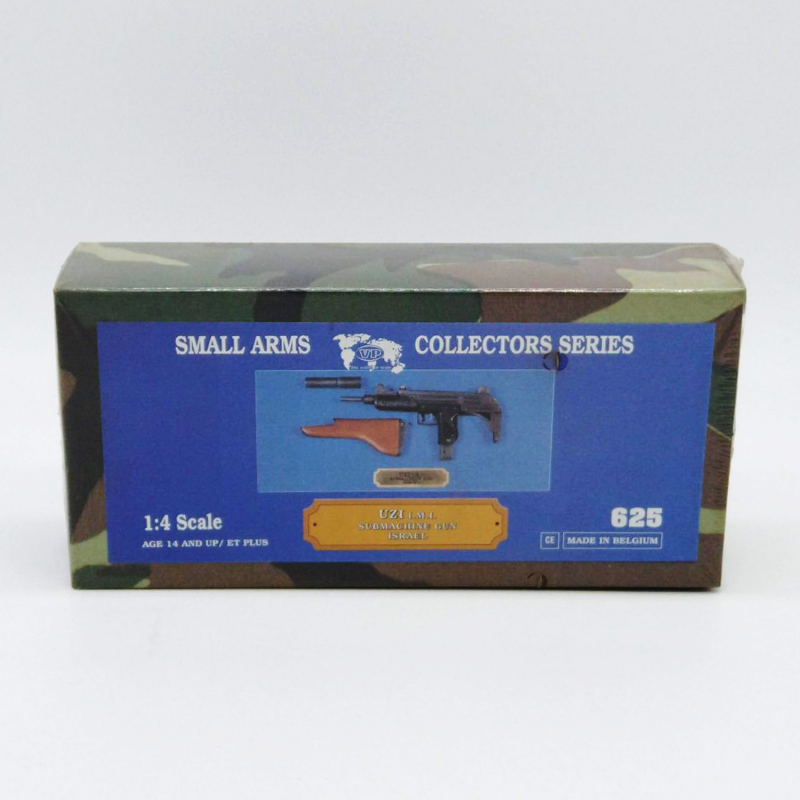 SMALL ARMS VP COLLECTORS SERIES
1:4 Scale
AGE 14 AND UP/ ET PLUS
UZI I.M.I.
SUBMACHINE GUN
ISRAEL
625
CE MADE IN BELGIUM